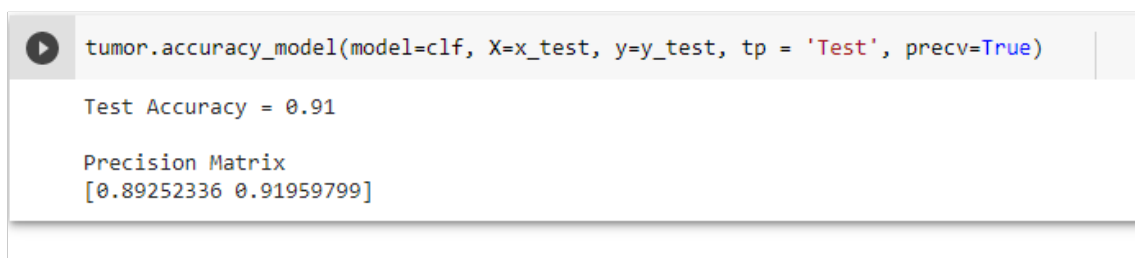 tumor.accuracy_model(model=clf, X=x_test, y=y_test, tp = 'Test', precv=True)
Test Accuracy = 0.91
Precision Matrix
[0.89252336 0.91959799]